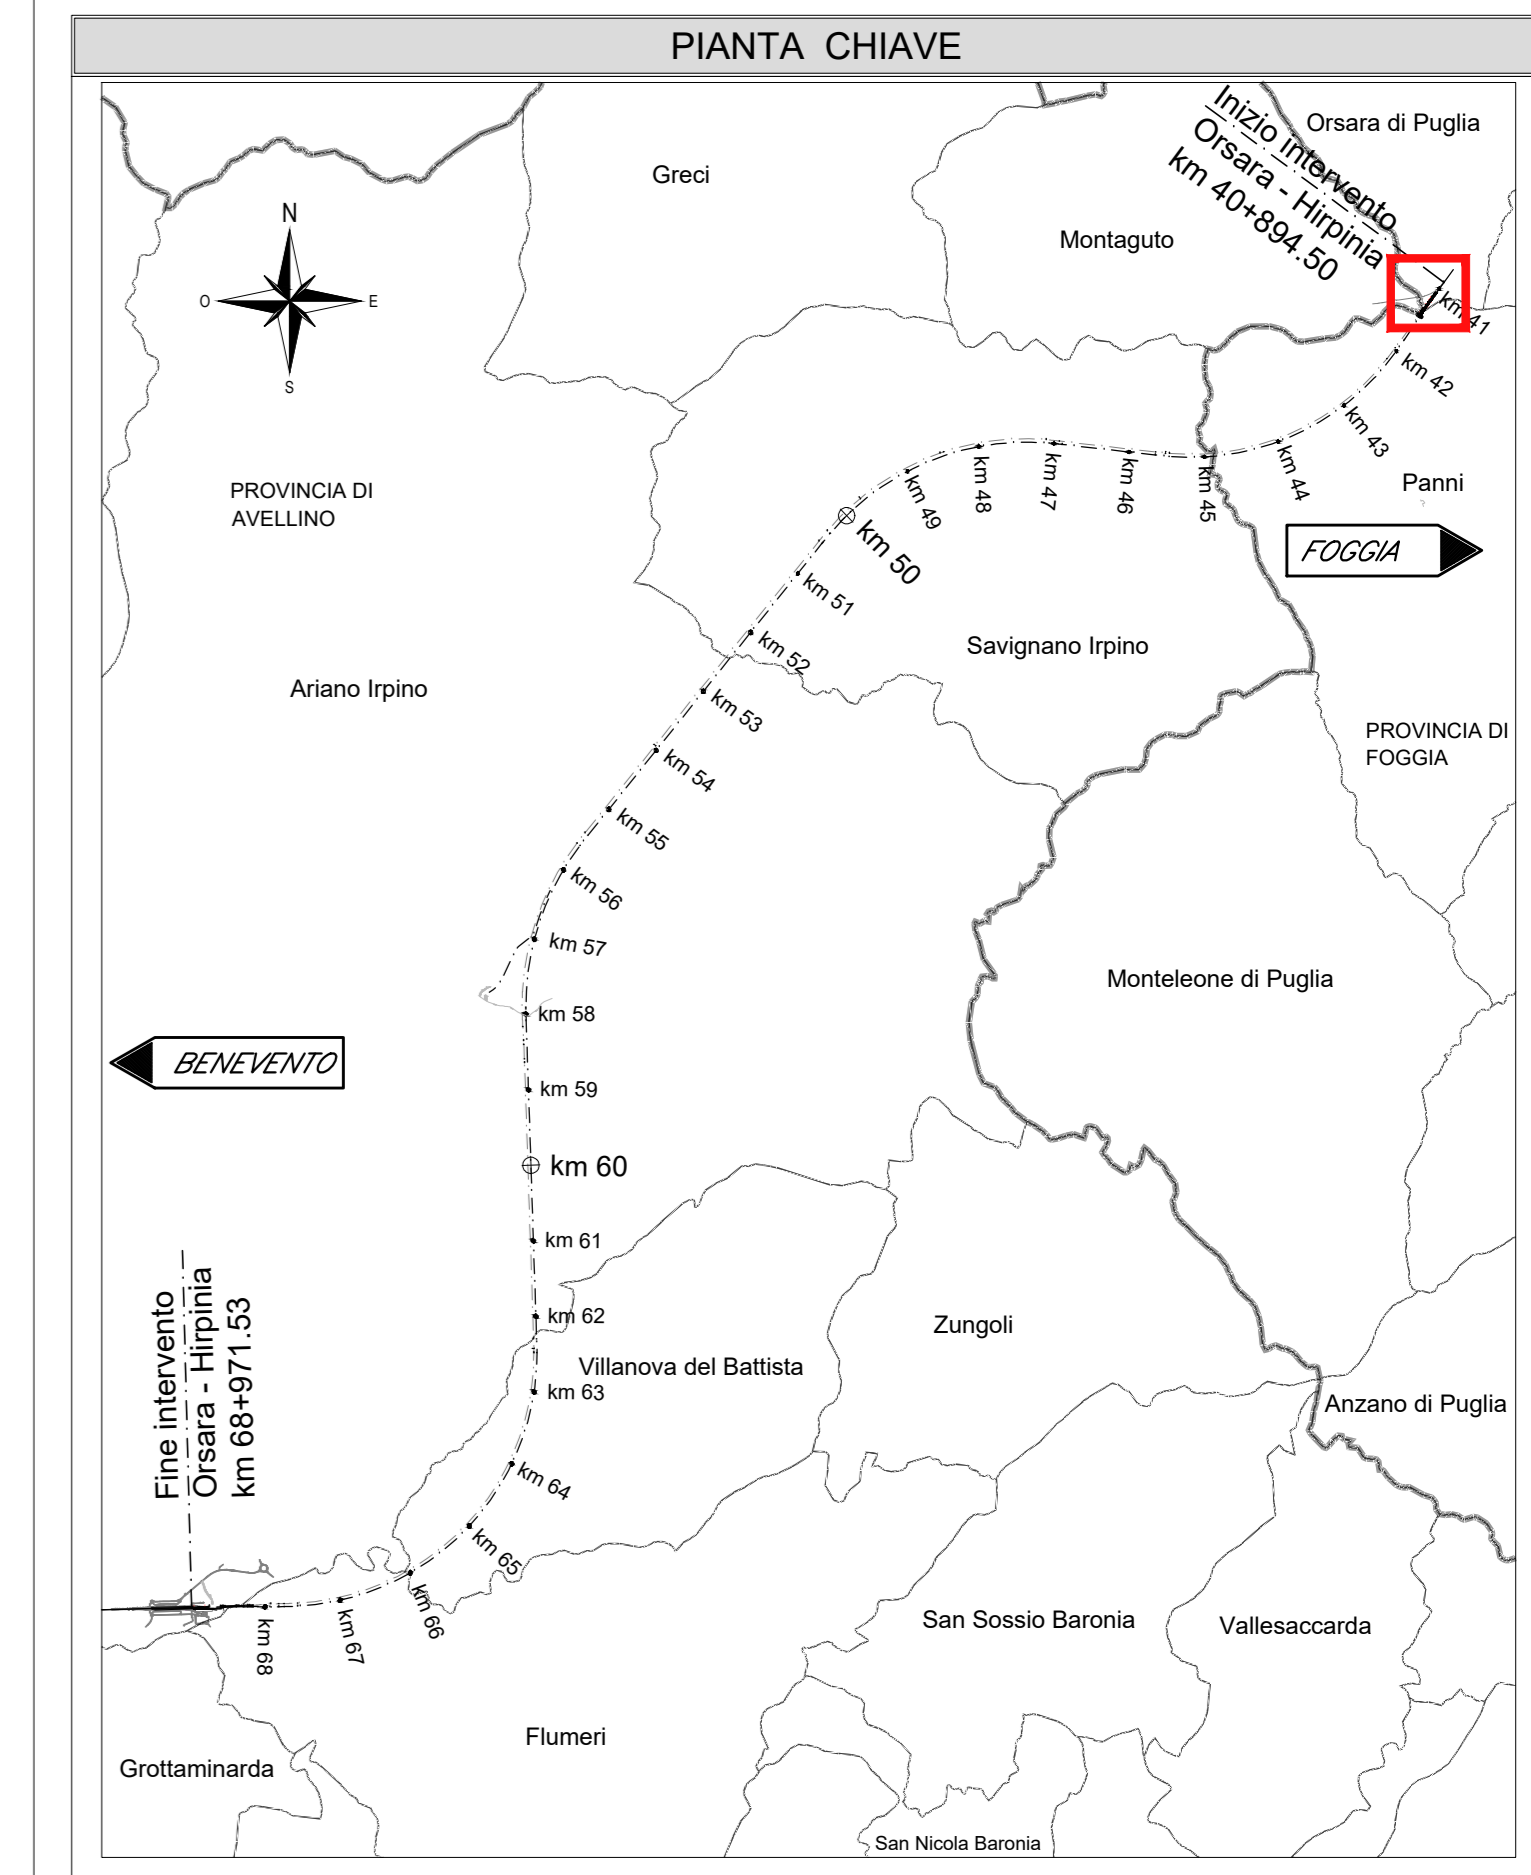 PIANTA CHIAVE
Inizio intervento
Orsara - Hirpinia
km 40+894.50
Orsara di Puglia
Greci
Montaguto
N
O
E
S
km 41
km 42
km 43
km 44
km 45
km 46
km 47
km 48
km 49
km 50
Panni
FOGGIA
PROVINCIA DI
AVELLINO
km 51
km 52
km 53
km 54
km 55
km 56
km 57
km 58
km 59
km 60
km 61
km 62
km 63
km 64
km 65
km 66
km 67
km 68
Savignano Irpino
Ariano Irpino
PROVINCIA DI
FOGGIA
Monteleone di Puglia
BENEVENTO
Fine intervento
Orsara - Hirpinia
km 68+971.53
Zungoli
Villanova del Battista
Anzano di Puglia
San Sossio Baronia
Vallesaccarda
Flumeri
Grottaminarda
San Nicola Baronia